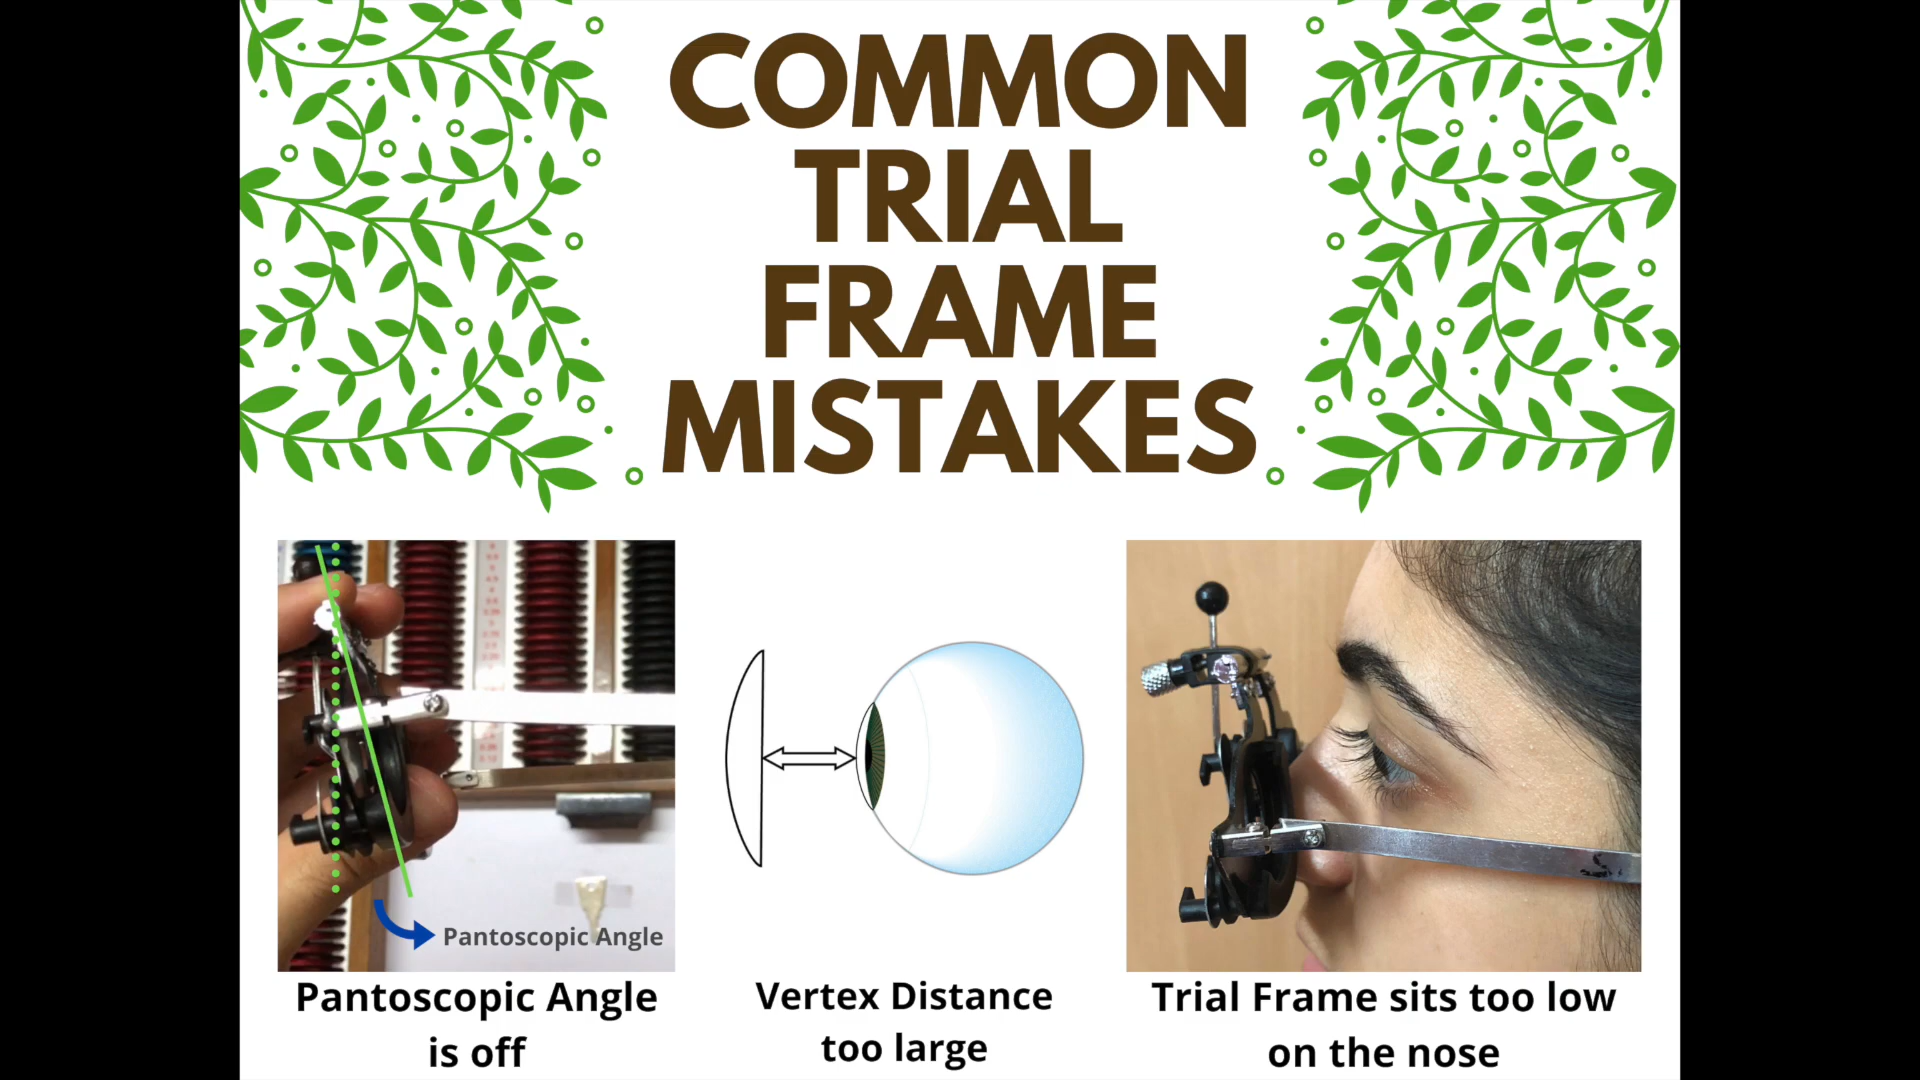 COMMON
TRIAL
FRAME
MISTAKES
Pantoscopic Angle
Pantoscopic Angle
is off
Vertex Distance
too large
Trial Frame sits too low
on the nose